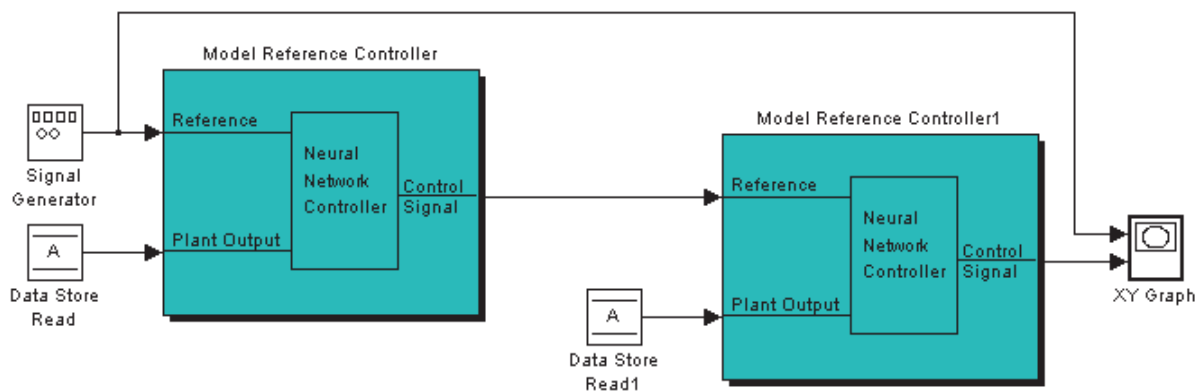 Model Reference Controller
Reference
Neural
Network
Controller
Control
Signal
Plant Output
Signal
Generator
A
Data Store
Read
Model Reference Controller1
Reference
Neural
Network
Controller
Control
Signal
Plant Output
A
Data Store
Read1
XY Graph